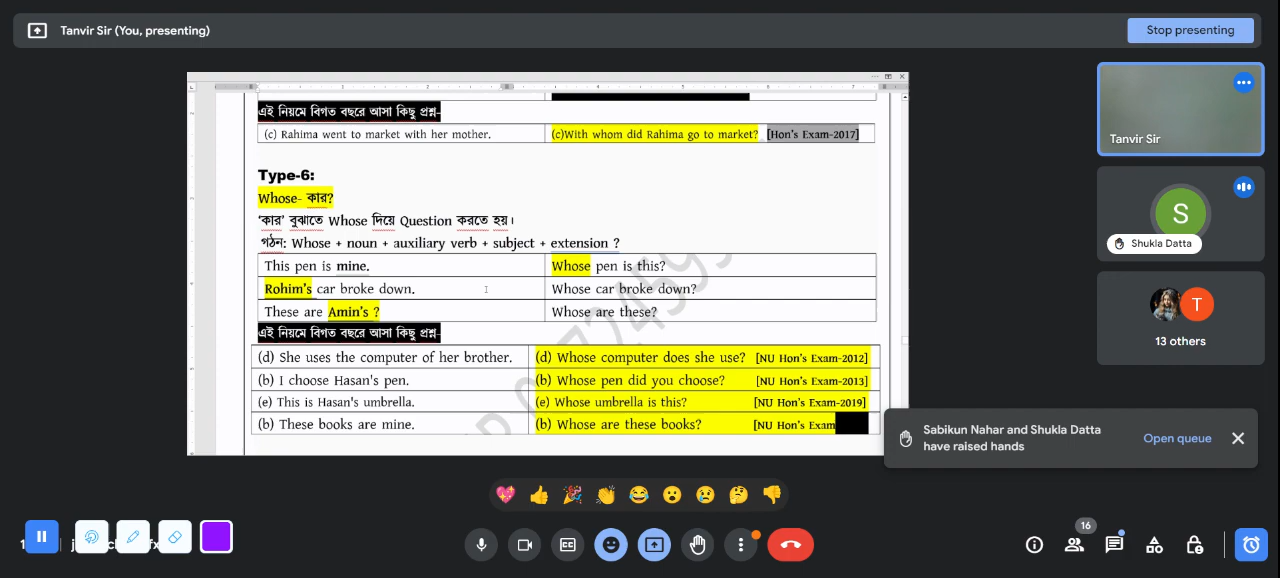 Tanvir Sir (You, presenting)
Stop presenting
এই নিয়মে বিগত বছরে আসা কিছু প্রশ্ন-
(c) Rahima went to market with her mother.
(c)With whom did Rahima go to market? [Hon's Exam-2017]
Type-6:
Whose- কার?
‘কার’ বুঝাতে Whose দিয়ে Question করতে হয়।
গঠন: Whose + noun + auxiliary verb + subject + extension ?
This pen is mine.
Whose pen is this?
Rohim's car broke down.
Whose car broke down?
These are Amin's ?
Whose are these?
এই নিয়মে বিগত বছরে আসা কিছু প্রশ্ন-
(d) She uses the computer of her brother.
(d) Whose computer does she use? [NU Hon's Exam-2012]
(b) I choose Hasan's pen.
(b) Whose pen did you choose? [NU Hon's Exam-2013]
(e) This is Hasan's umbrella.
(e) Whose umbrella is this? [NU Hon's Exam-2019]
(b) These books are mine.
(b) Whose are these books? [NU Hon's Exam
Tanvir Sir
S
Shukla Datta
T
13 others
Sabikun Nahar and Shukla Datta
have raised hands
Open queue
16